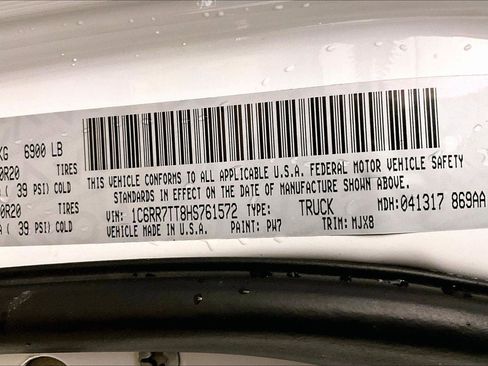 KG 6900 LB
0R20 TIRES
( 39 PSI) COLD
0R20 TIRES
( 39 PSI) COLD
THIS VEHICLE CONFORMS TO ALL APPLICABLE U.S.A. FEDERAL MOTOR VEHICLE SAFETY
STANDARDS IN EFFECT ON THE DATE OF MANUFACTURE SHOWN ABOVE.
VIN: 1C6RR7TT8HS761572 TYPE: TRUCK MDH: 041317 869AA
VEHICLE MADE IN U.S.A. PAINT: PW7 TRIM: MJX8